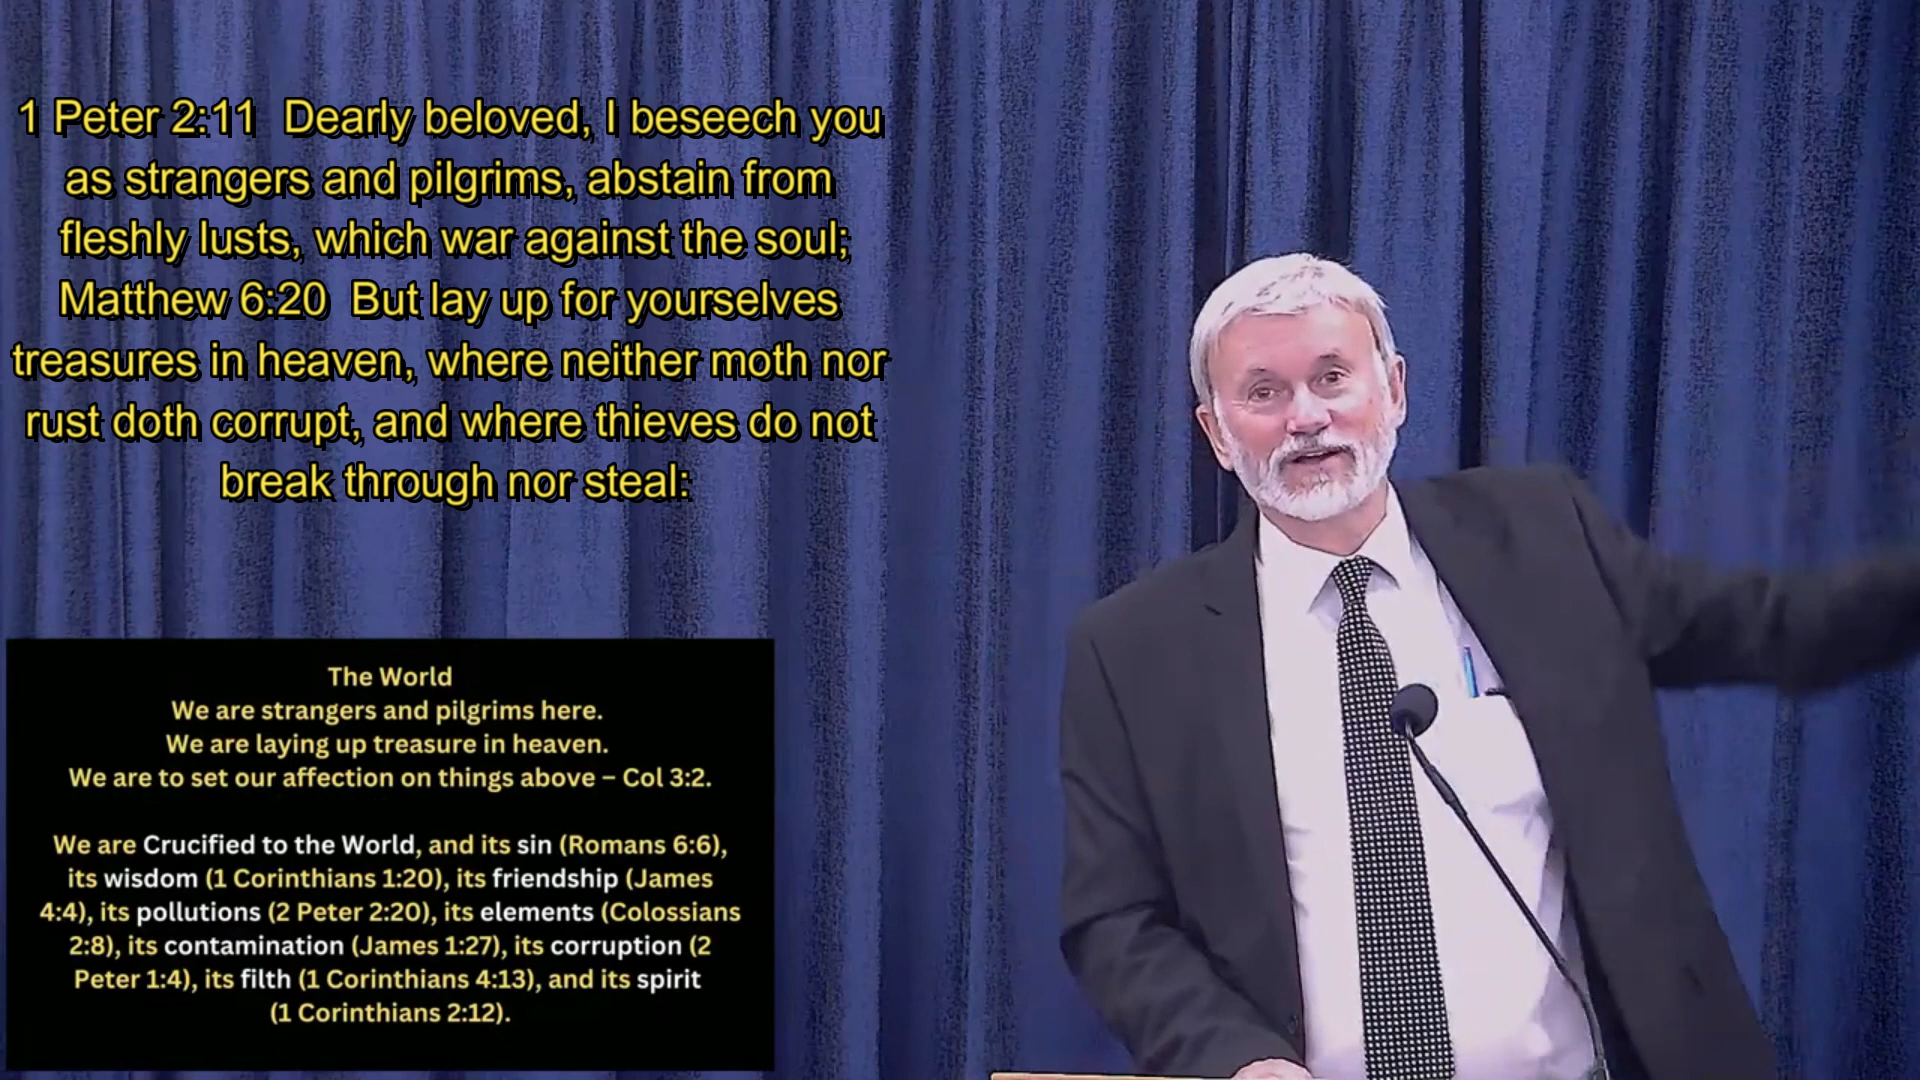 1 Peter 2:11  Dearly beloved, I beseech you
as strangers and pilgrims, abstain from
fleshly lusts, which war against the soul;
Matthew 6:20  But lay up for yourselves
treasures in heaven, where neither moth nor
rust doth corrupt, and where thieves do not
break through nor steal:
The World
We are strangers and pilgrims here.
We are laying up treasure in heaven.
We are to set our affection on things above – Col 3:2.
We are Crucified to the World, and its sin (Romans 6:6),
its wisdom (1 Corinthians 1:20), its friendship (James
4:4), its pollutions (2 Peter 2:20), its elements (Colossians
2:8), its contamination (James 1:27), its corruption (2
Peter 1:4), its filth (1 Corinthians 4:13), and its spirit
(1 Corinthians 2:12).